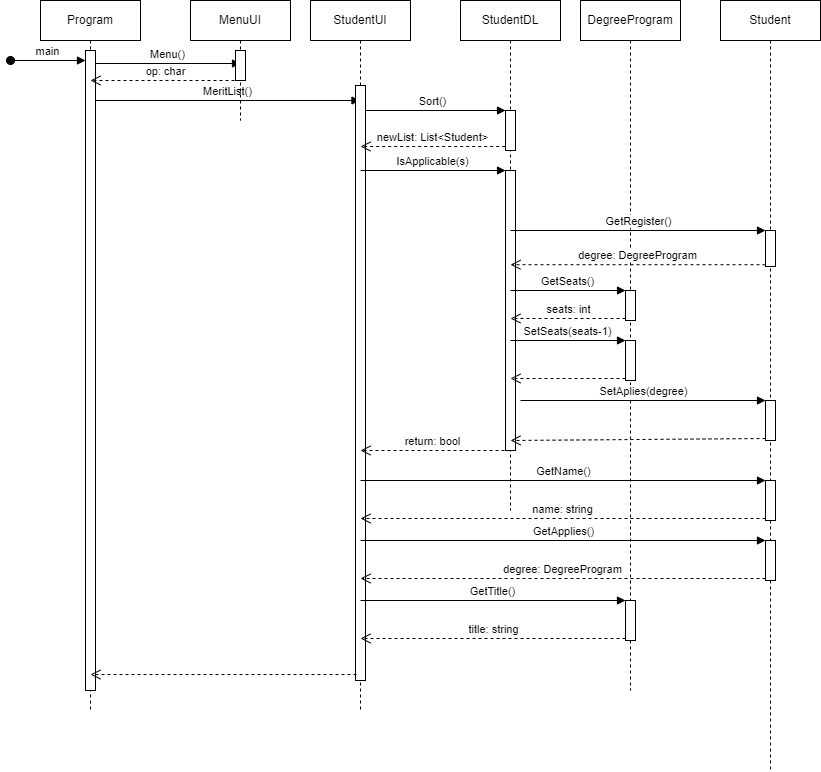 Program
MenuUI
StudentUI
StudentDL
DegreeProgram
Student
main
Menu()
op: char
MeritList()
Sort()
newList: List<Student>
IsApplicable(s)
GetRegister()
degree: DegreeProgram
GetSeats()
seats: int
SetSeats(seats-1)
SetAplies(degree)
return: bool
GetName()
name: string
GetApplies()
degree: DegreeProgram
GetTitle()
title: string